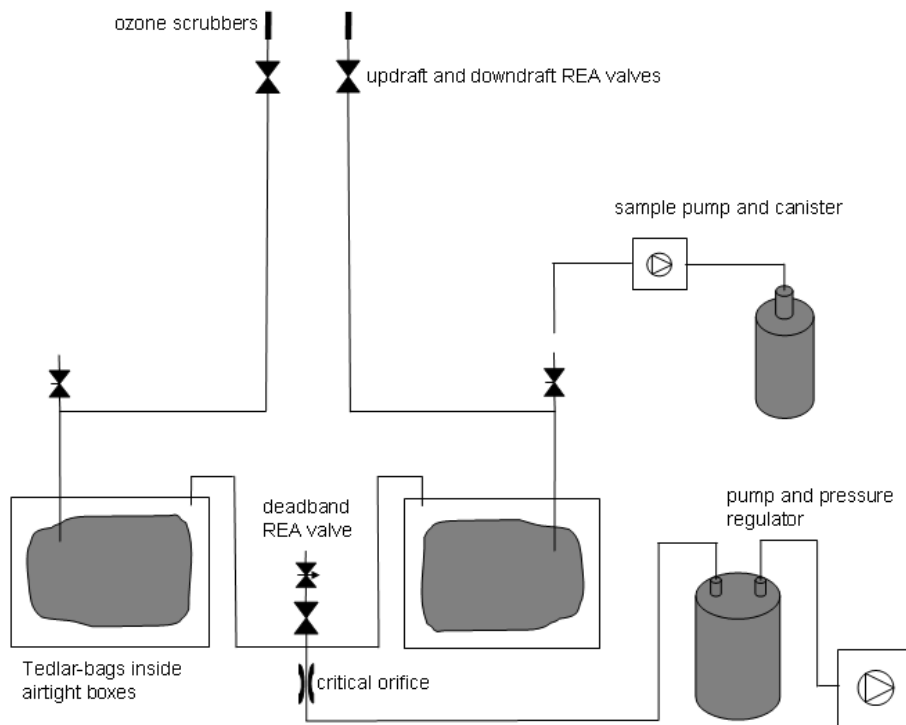 ozone scrubbers
updraft and downdraft REA valves
sample pump and canister
deadband
REA valve
pump and pressure
regulator
Tedlar-bags inside
airtight boxes
critical orifice